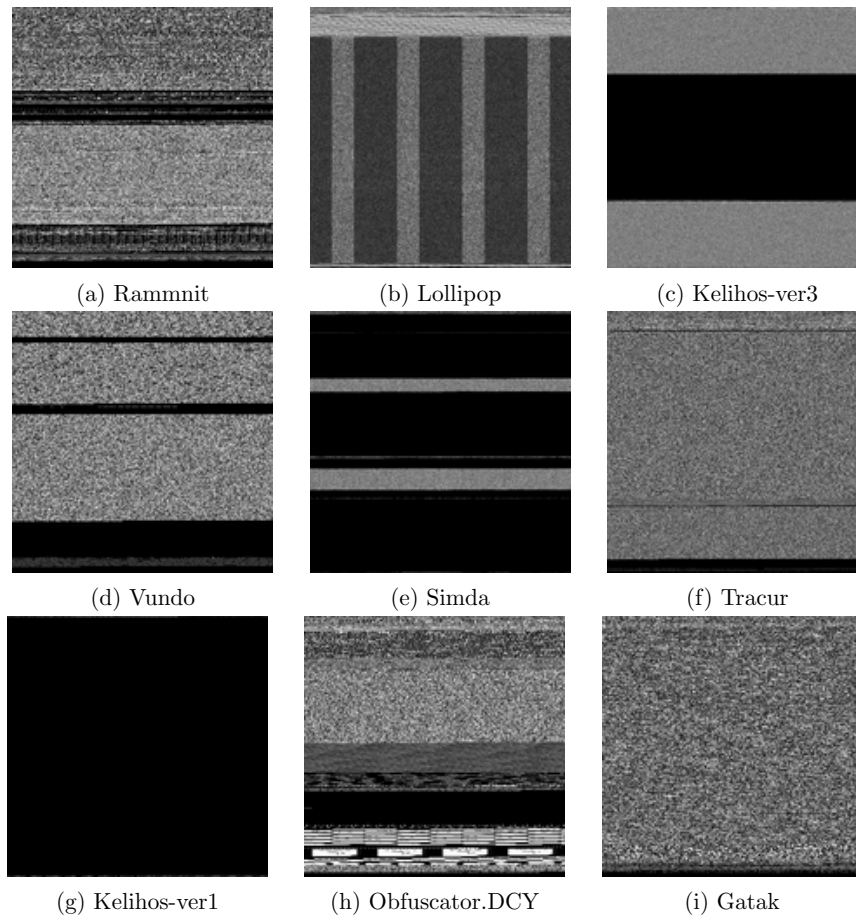 (a) Rammnit
(b) Lollipop
(c) Kelihos-ver3
(d) Vundo
(e) Simda
(f) Tracur
(g) Kelihos-ver1
(h) Obfuscator.DCY
(i) Gatak